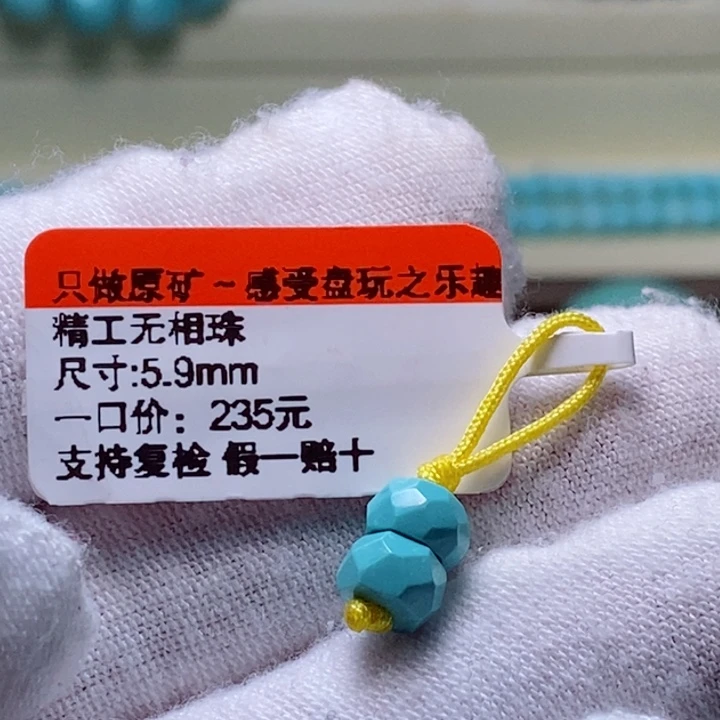 只做原矿～感受盘玩之乐趣
精工无相珠
尺寸:5.9mm
一口价：235元
支持复检 假一赔十